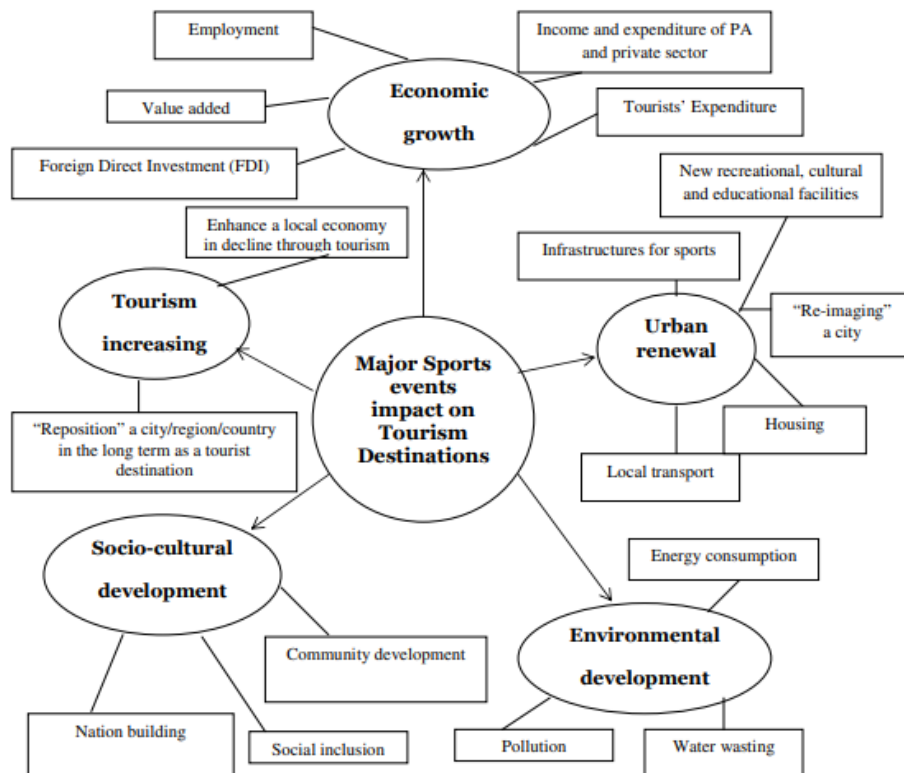 Employment
Income and expenditure of PA
and private sector
Economic
growth
Value added
Tourists' Expenditure
Foreign Direct Investment (FDI)
New recreational, cultural
and educational facilities
Enhance a local economy
in decline through tourism
Infrastructures for sports
Tourism
increasing
"Re-imaging"
a city
Urban
renewal
Major Sports
events
impact on
Tourism
Destinations
"Reposition" a city/region/country
in the long term as a tourist
destination
Housing
Local transport
Socio-cultural
development
Energy consumption
Community development
Environmental
development
Nation building
Social inclusion
Pollution
Water wasting